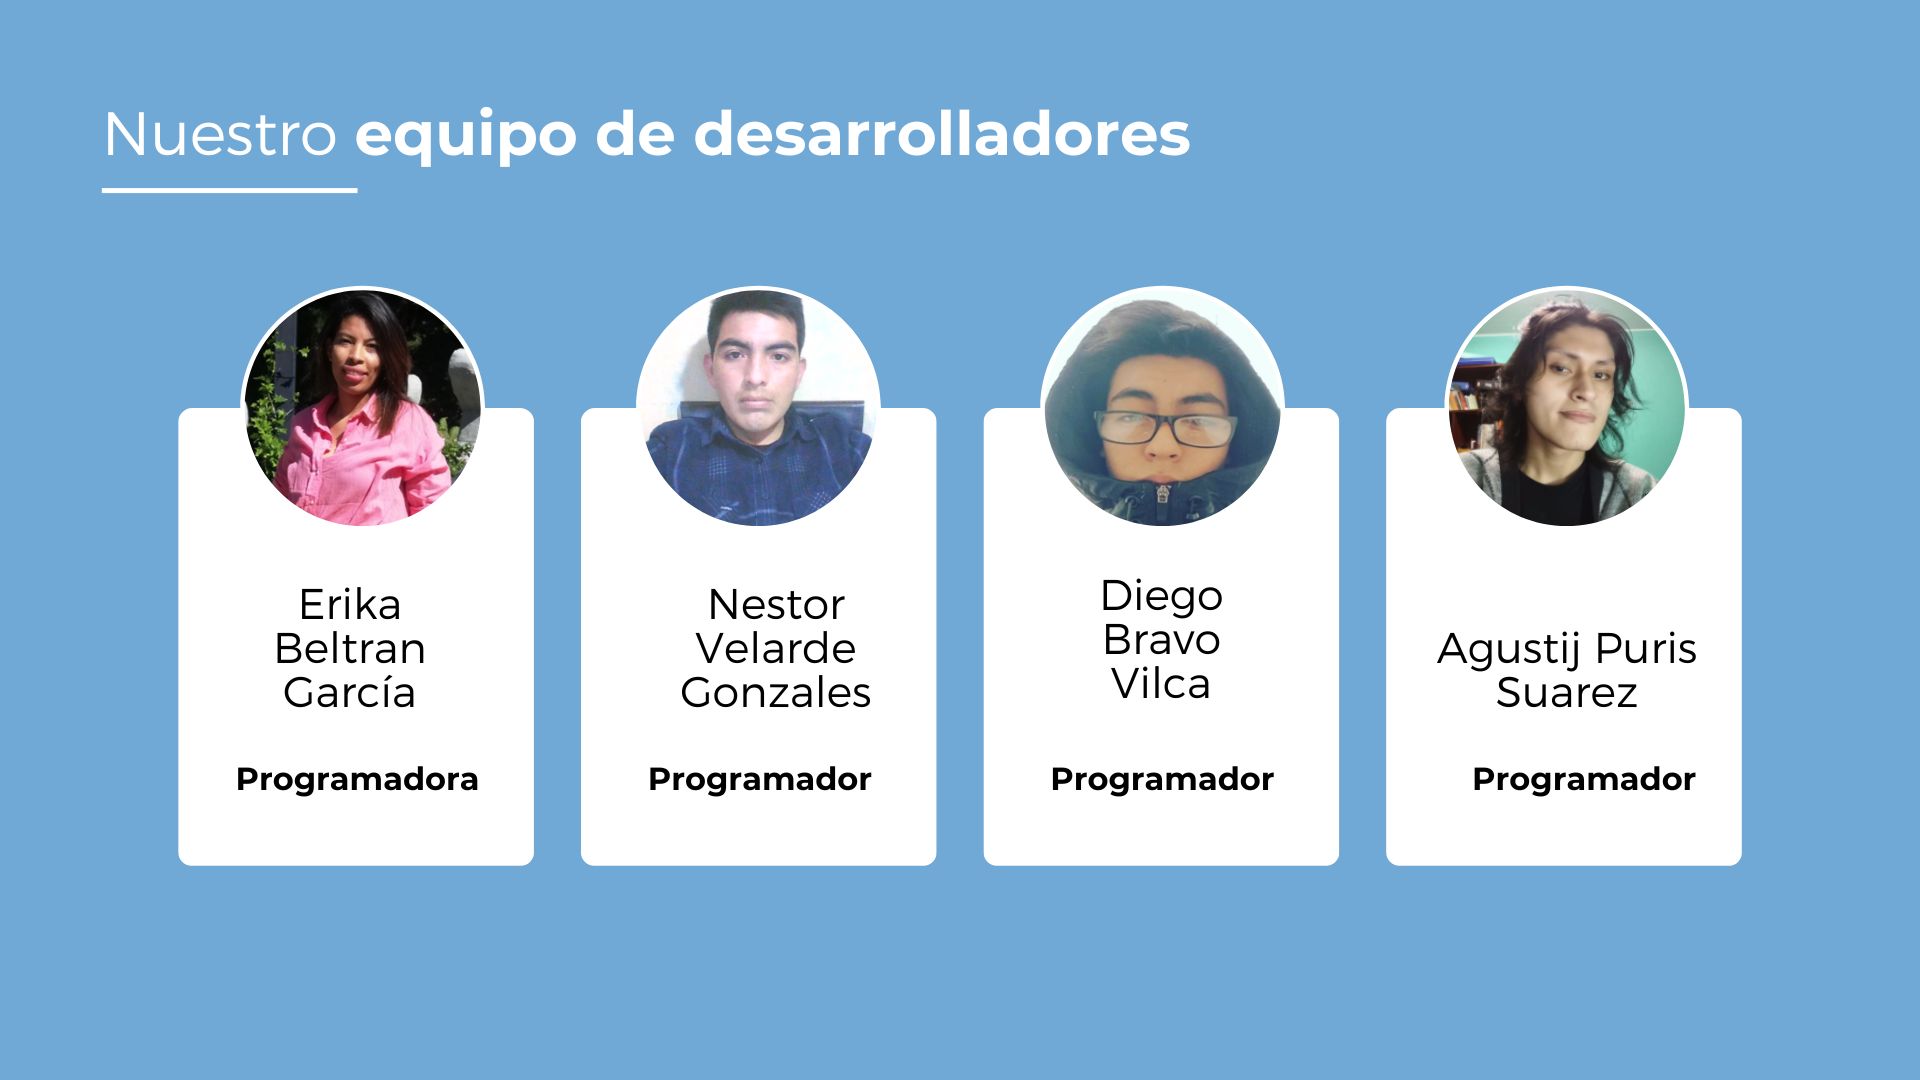 Nuestro equipo de desarrolladores
Erika
Beltran
García
Programadora
Nestor
Velarde
Gonzales
Programador
Diego
Bravo
Vilca
Programador
Agustij Puris
Suarez
Programador